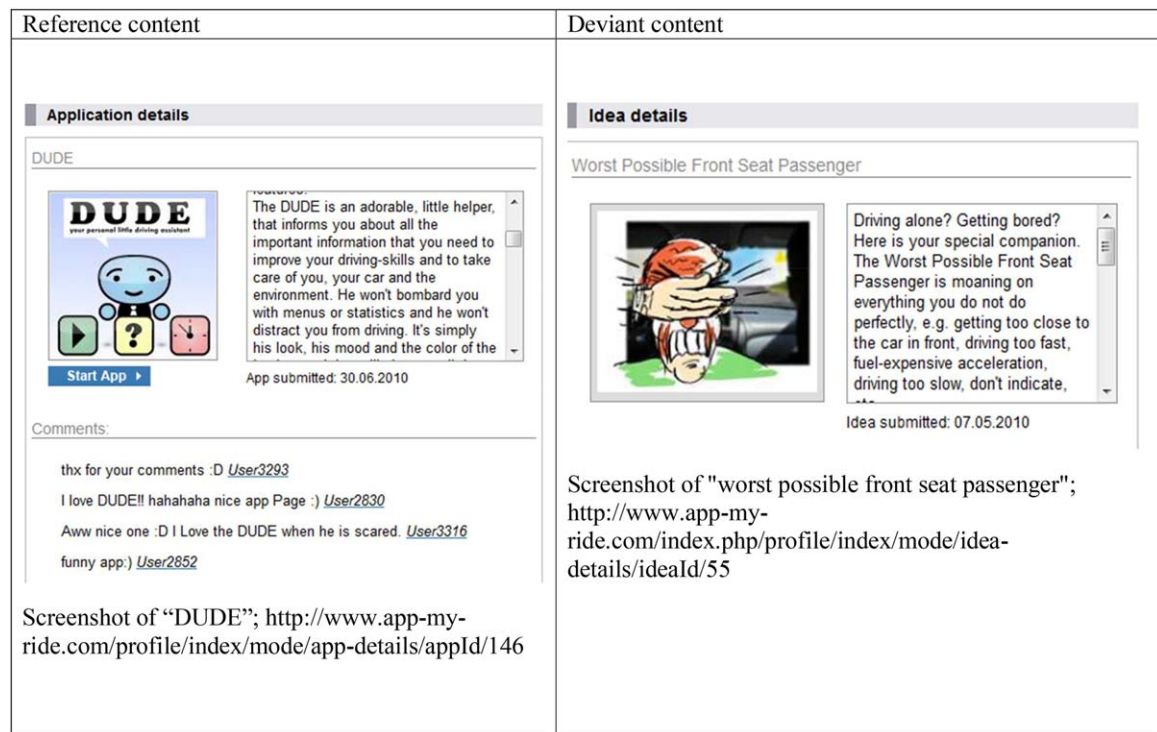 Reference content
Application details
DUDE
DUDE
your personal little driving assistant
?
Start App
features:
The DUDE is an adorable, little helper,
that informs you about all the
important information that you need to
improve your driving-skills and to take
care of you, your car and the
environment. He won't bombard you
with menus or statistics and he won't
distract you from driving. It's simply
his look, his mood and the color of the
App submitted: 30.06.2010
Comments:
thx for your comments :D User3293
I love DUDE!! hahahaha nice app Page :) User2830
Aww nice one :D I Love the DUDE when he is scared. User3316
funny app:) User2852
Screenshot of “DUDE”; http://www.app-my-
ride.com/profile/index/mode/app-details/appId/146
Deviant content
Idea details
Worst Possible Front Seat Passenger
Driving alone? Getting bored?
Here is your special companion.
The Worst Possible Front Seat
Passenger is moaning on
everything you do not do
perfectly, e.g. getting too close to
the car in front, driving too fast,
fuel-expensive acceleration,
driving too slow, don't indicate,
Idea submitted: 07.05.2010
Screenshot of "worst possible front seat passenger";
http://www.app-my-
ride.com/index.php/profile/index/mode/idea-
details/ideaId/55